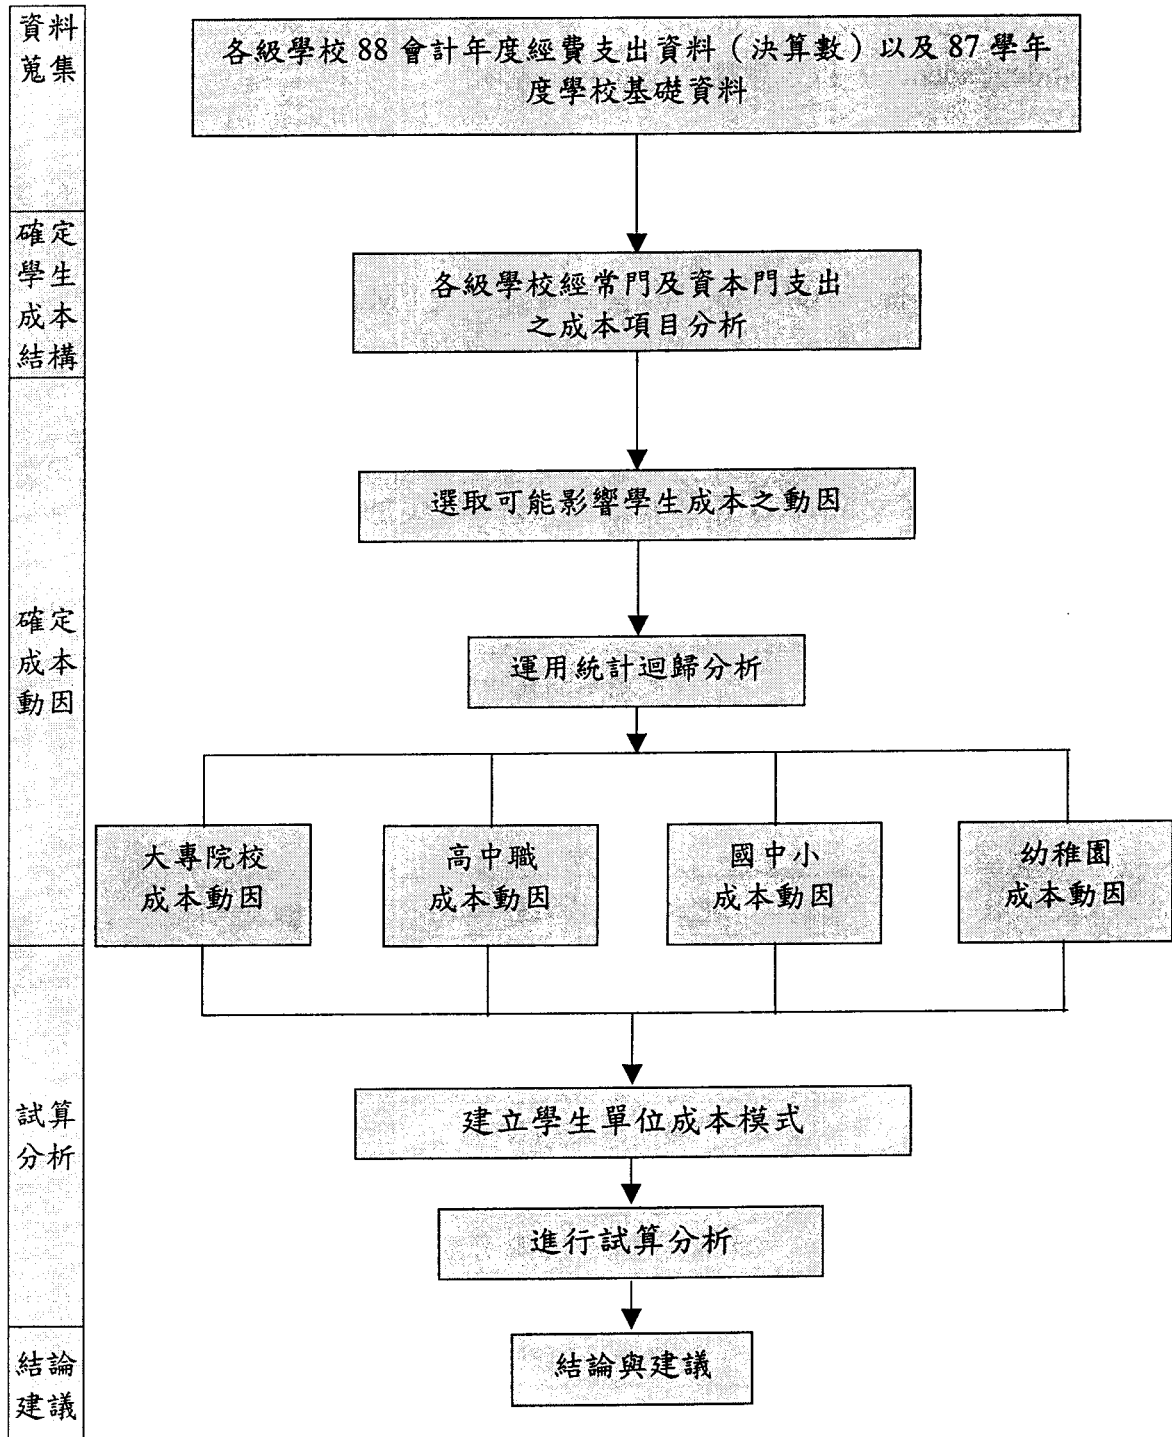 資料
蒐集
各級學校 88 會計年度經費支出資料（決算數）以及 87 學年
度學校基礎資料
確定
學生
成本
結構
各級學校經常門及資本門支出
之成本項目分析
選取可能影響學生成本之動因
確定
成本
動因
運用統計迴歸分析
大專院校
成本動因
高中職
成本動因
國中小
成本動因
幼稚園
成本動因
試算
分析
建立學生單位成本模式
進行試算分析
結論
建議
結論與建議